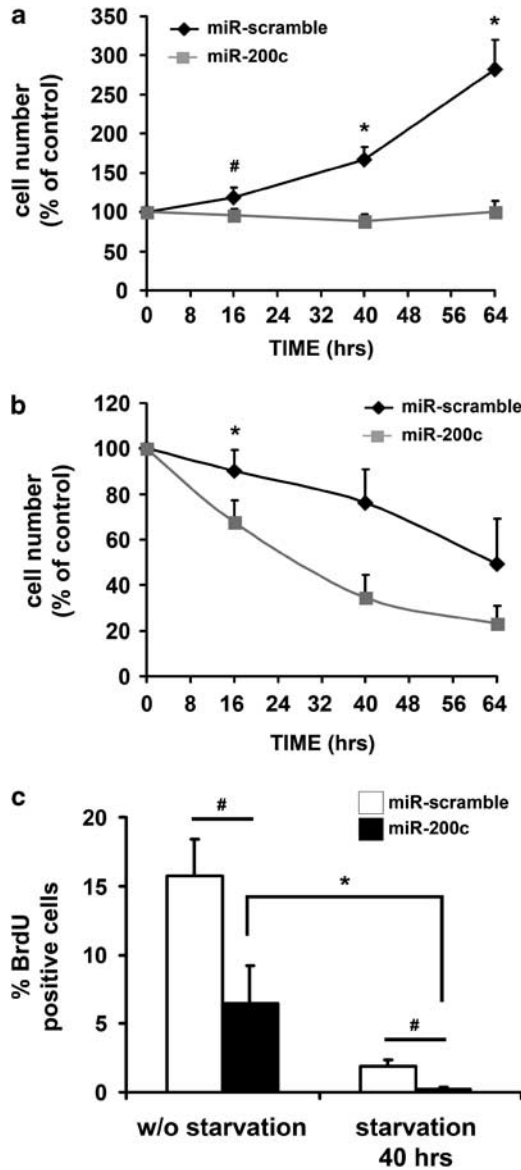 a
miR-scramble
miR-200c
350
300
250
200
150
100
50
0
cell number
(% of control)
#
*
*
0 8 16 24 32 40 48 56 64
TIME (hrs)
b
miR-scramble
miR-200c
120
100
80
60
40
20
0
cell number
(% of control)
*
0 8 16 24 32 40 48 56 64
TIME (hrs)
c
miR-scramble
miR-200c
20
15
10
5
0
% BrdU
positive cells
#
*
#
w/o starvation
starvation
40 hrs